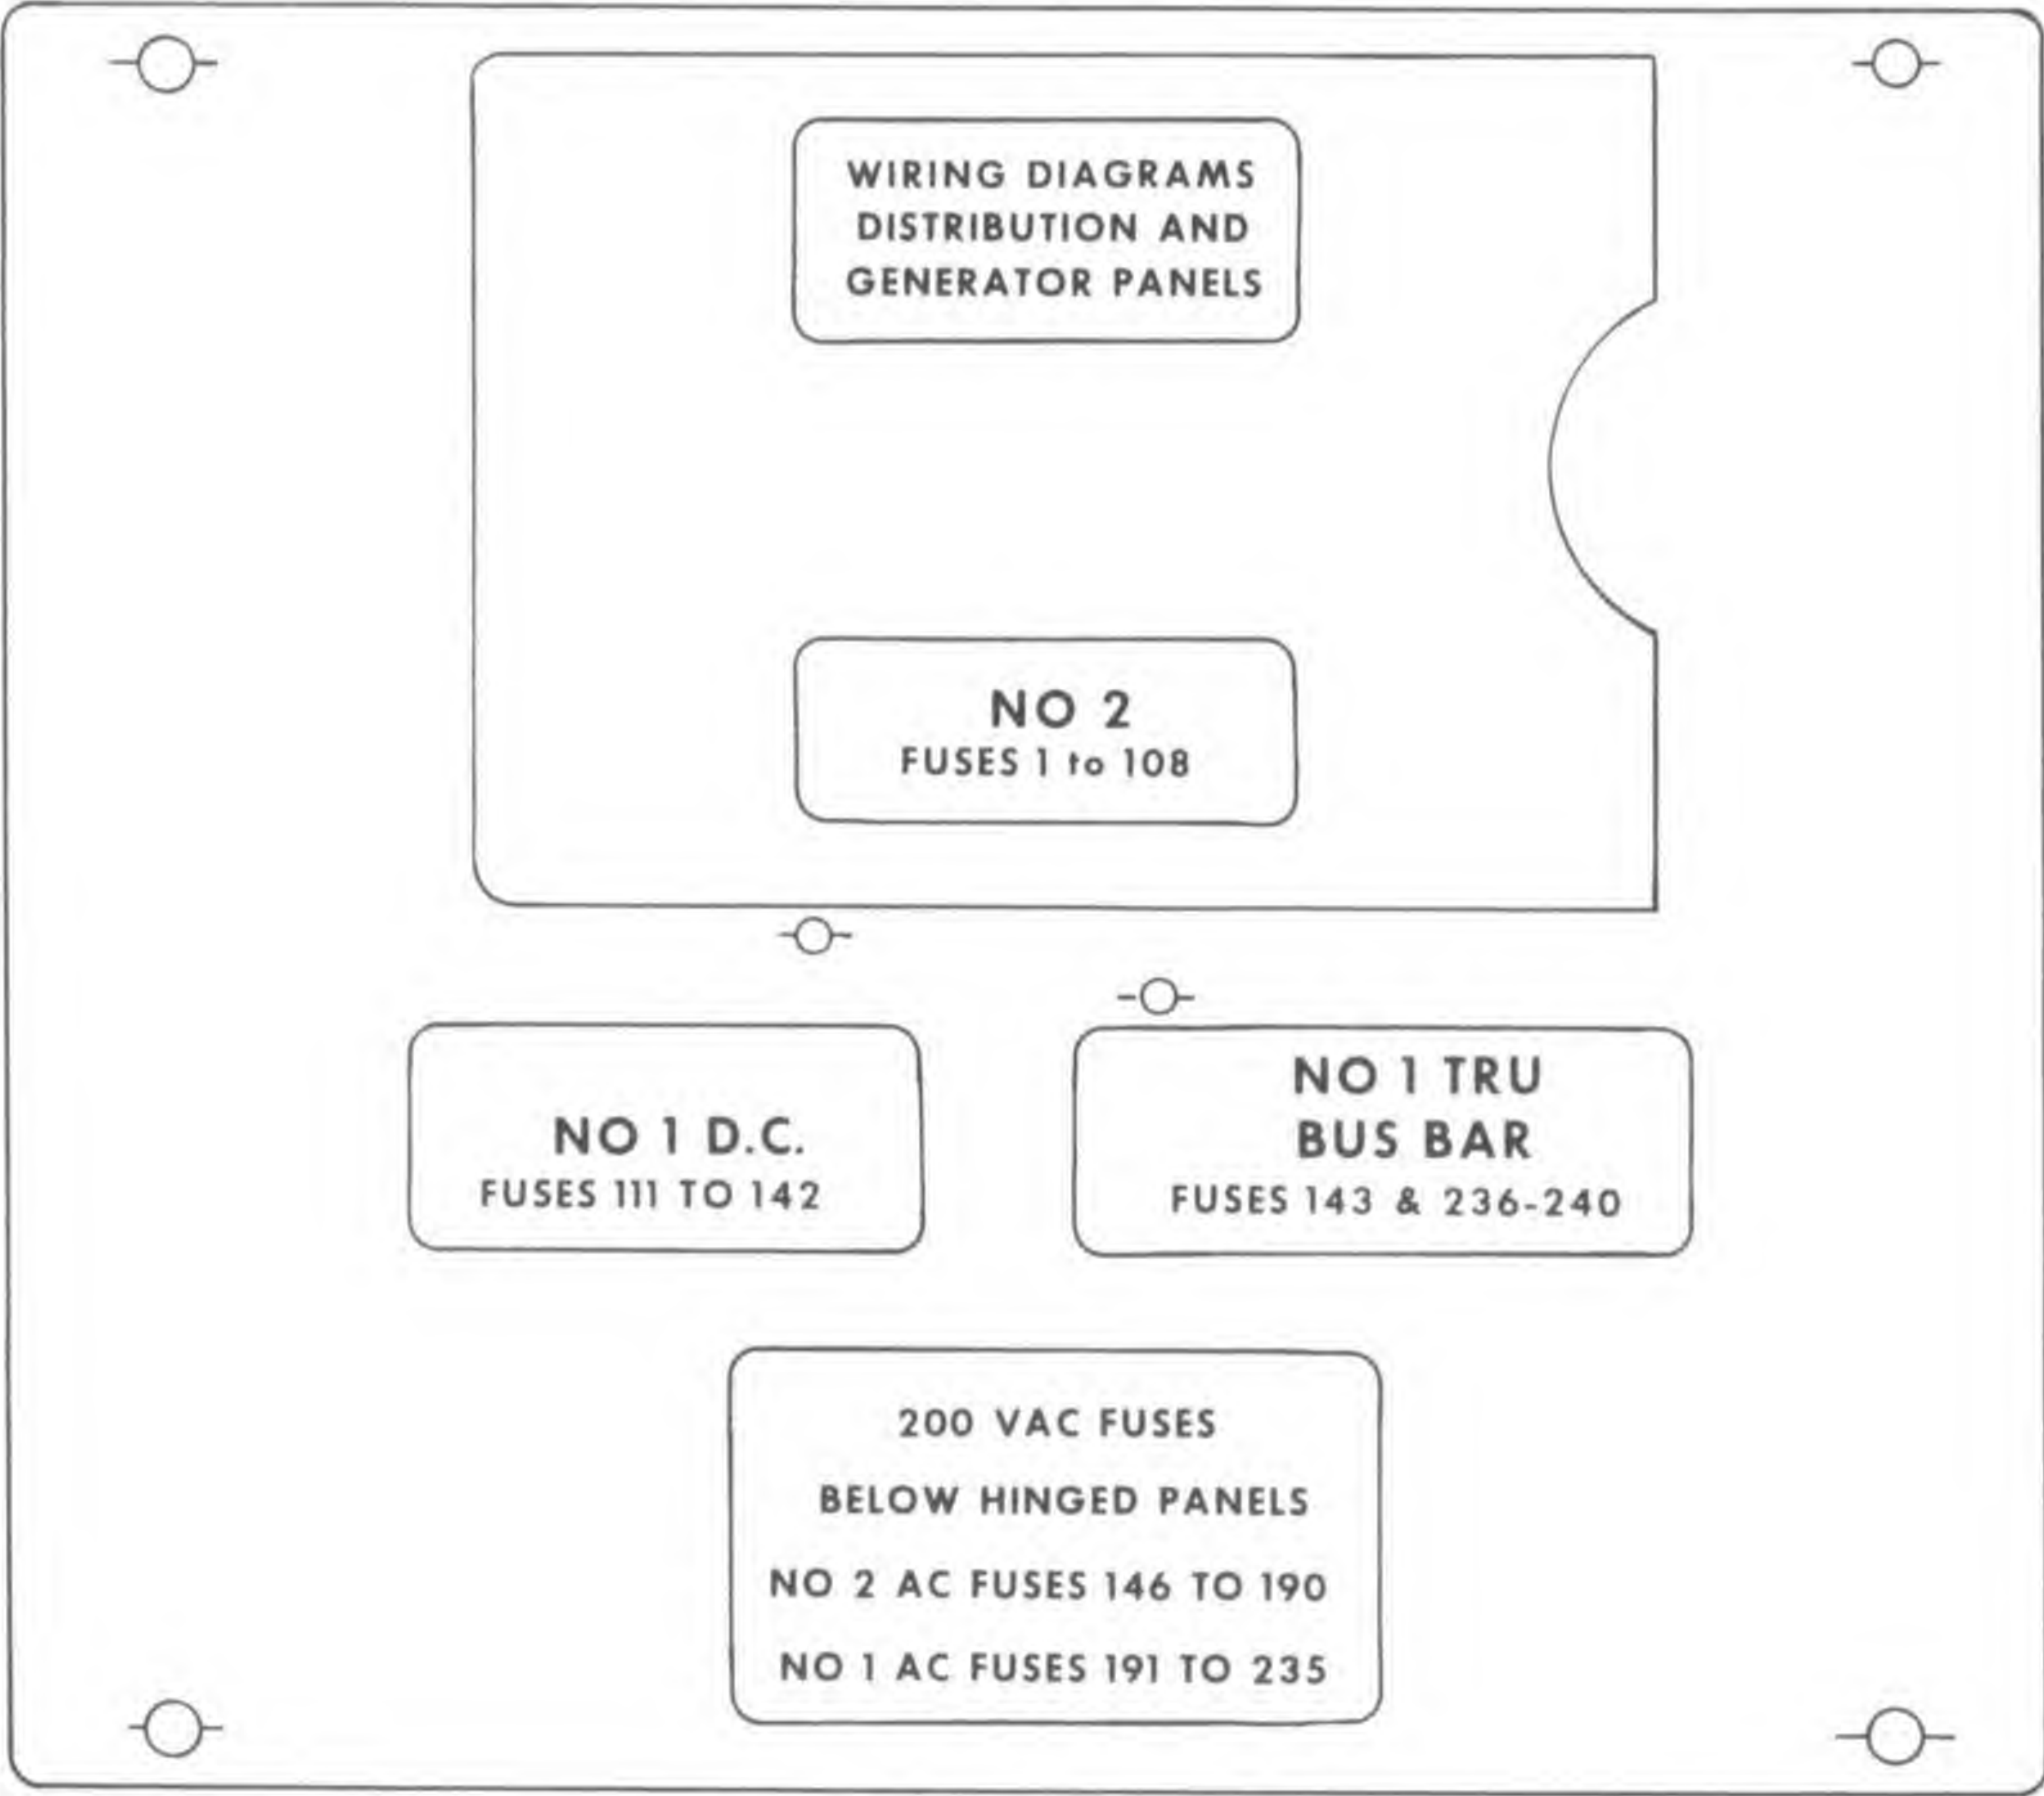 WIRING DIAGRAMS
DISTRIBUTION AND
GENERATOR PANELS
NO 2
FUSES 1 to 108
NO 1 D.C.
FUSES 111 TO 142
NO 1 TRU
BUS BAR
FUSES 143 & 236-240
200 VAC FUSES
BELOW HINGED PANELS
NO 2 AC FUSES 146 TO 190
NO 1 AC FUSES 191 TO 235